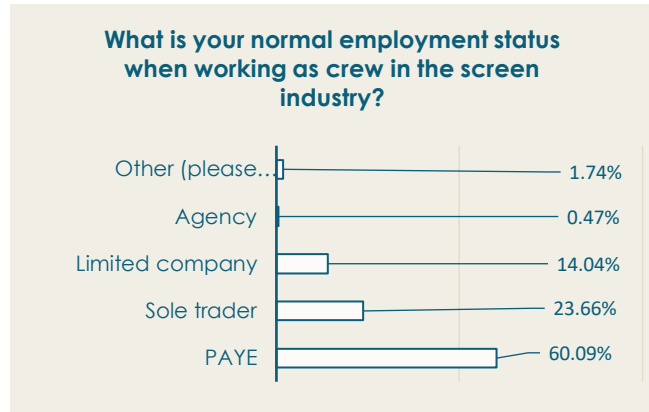 What is your normal employment status
when working as crew in the screen
industry?
Other (please... 1.74%
Agency 0.47%
Limited company 14.04%
Sole trader 23.66%
PAYE 60.09%